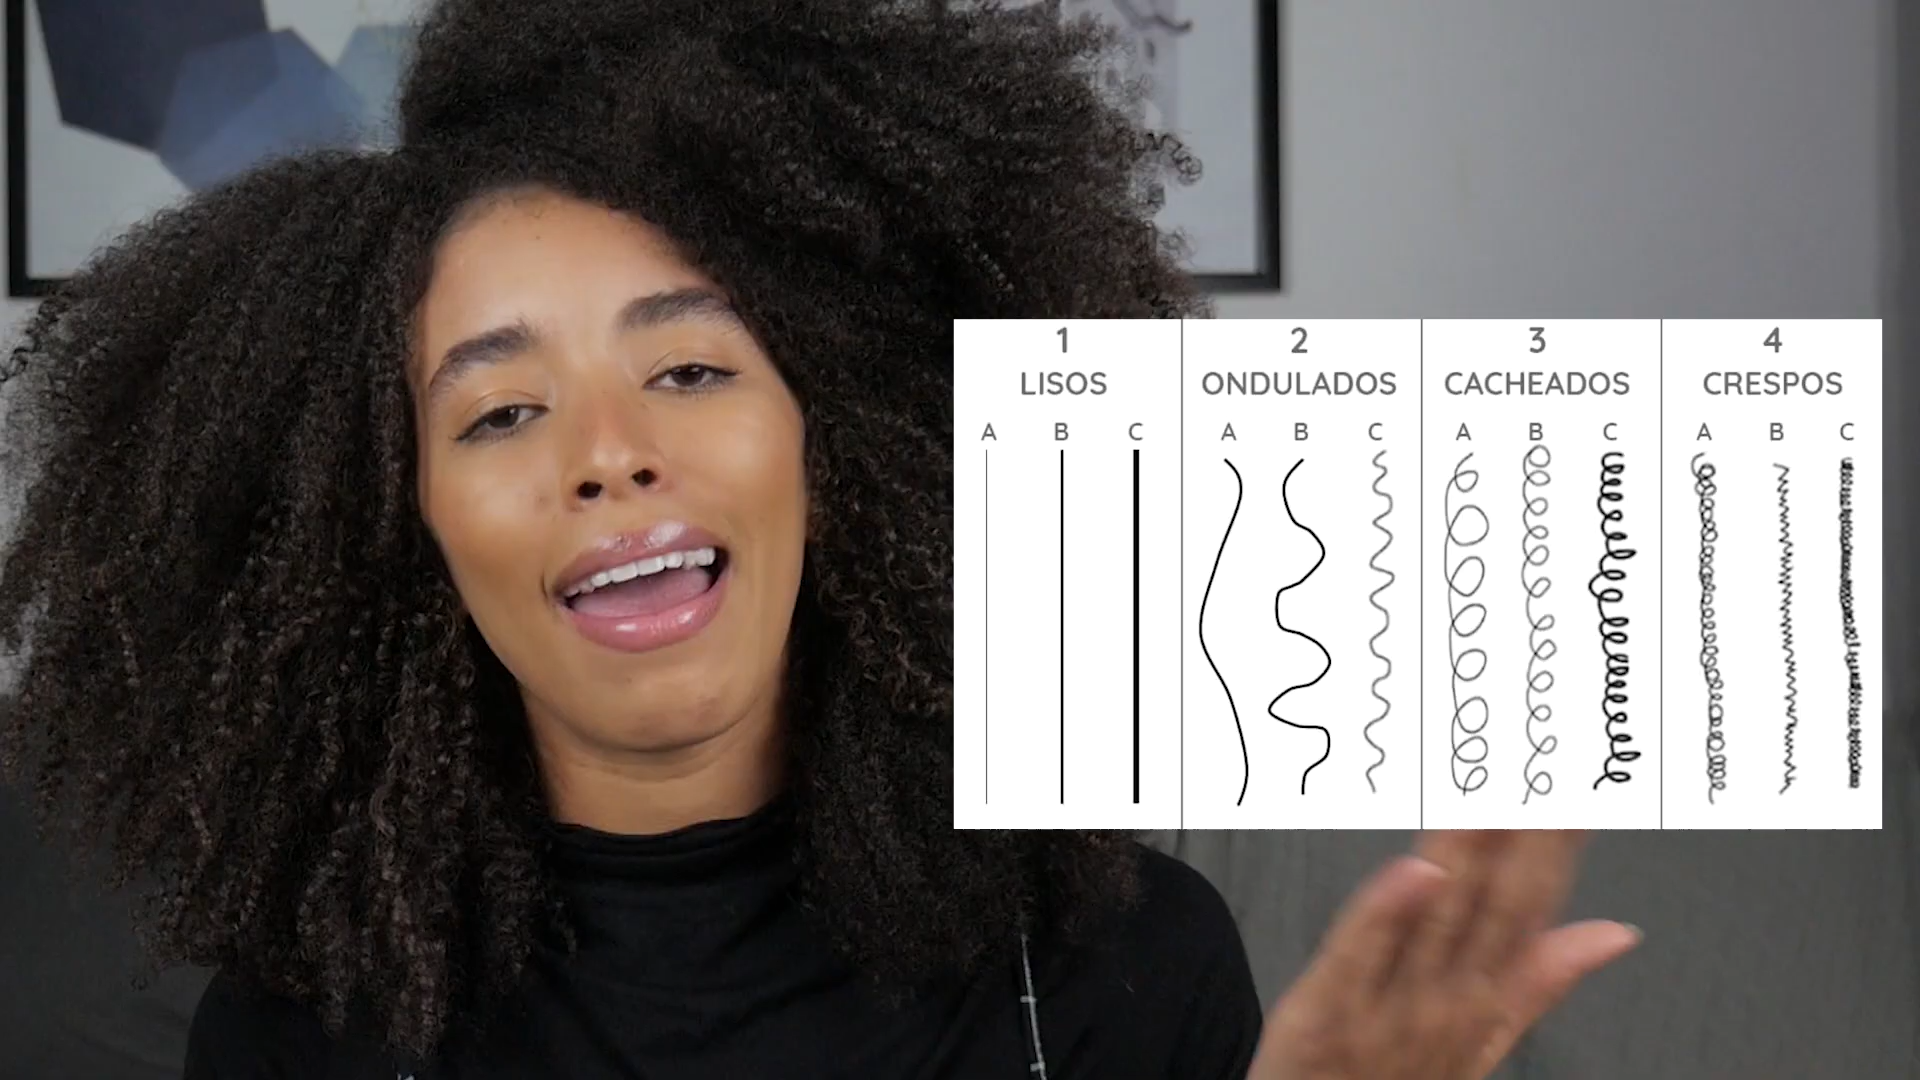 1
LISOS
A B C
2
ONDULADOS
A B C
3
CACHEADOS
A B C
4
CRESPOS
A B C